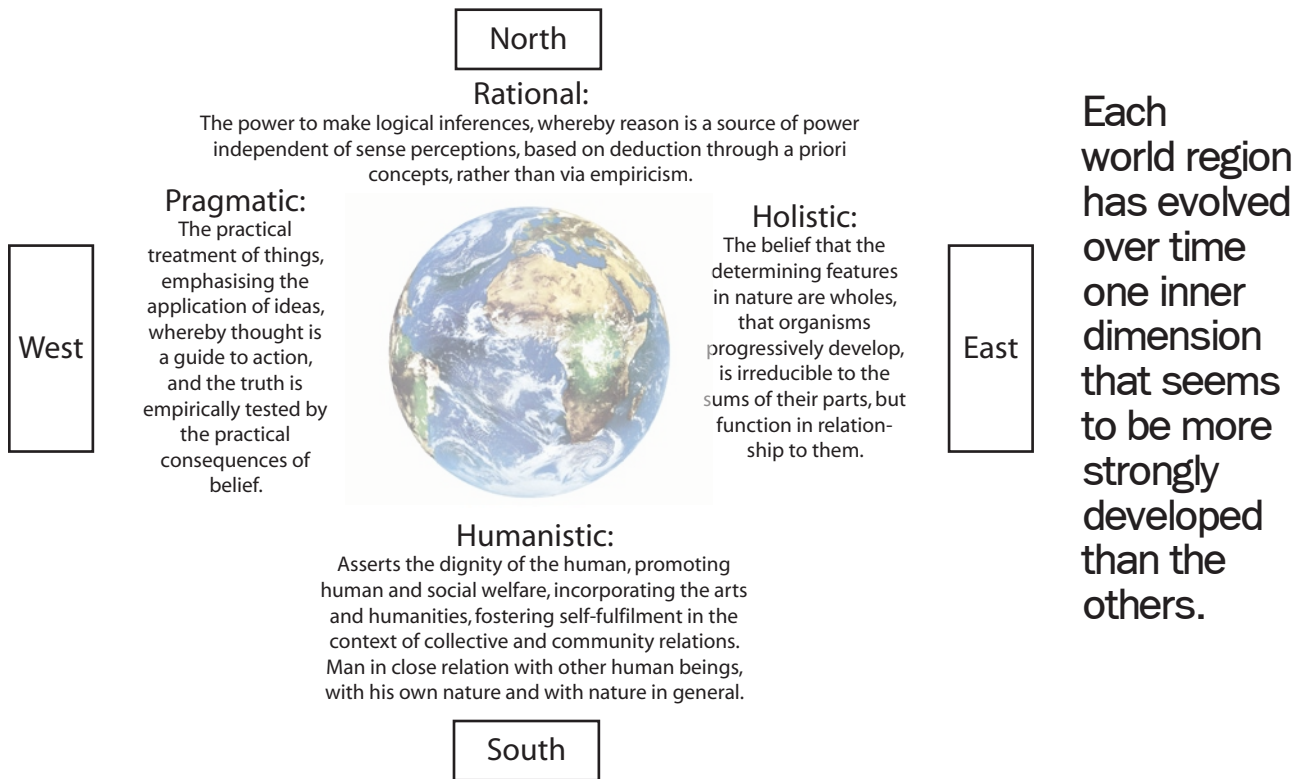 North
Rational:
The power to make logical inferences, whereby reason is a source of power
independent of sense perceptions, based on deduction through a priori
concepts, rather than via empiricism.
Pragmatic:
The practical
treatment of things,
emphasising the
application of ideas,
whereby thought is
a guide to action,
and the truth is
empirically tested by
the practical
consequences of
belief.
West
Holistic:
The belief that the
determining features
in nature are wholes,
that organisms
progressively develop,
is irreducible to the
sums of their parts, but
function in relation-
ship to them.
East
Humanistic:
Asserts the dignity of the human, promoting
human and social welfare, incorporating the arts
and humanities, fostering self-fulfilment in the
context of collective and community relations.
Man in close relation with other human beings,
with his own nature and with nature in general.
South
Each
world region
has evolved
over time
one inner
dimension
that seems
to be more
strongly
developed
than the
others.